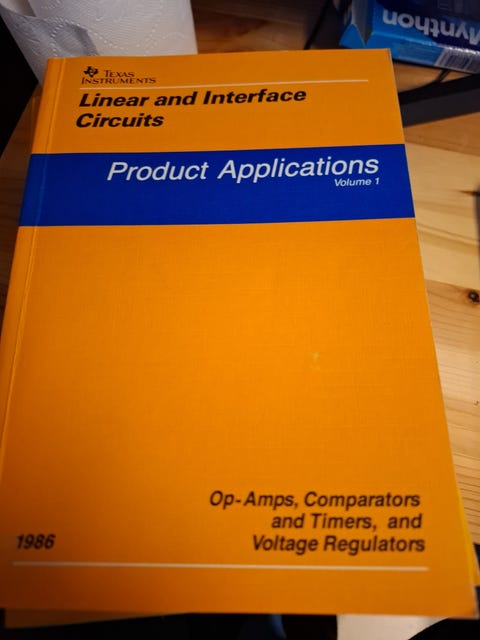 Mynthon
TEXAS
INSTRUMENTS
Linear and Interface
Circuits
Product Applications
Volume 1
Op-Amps, Comparators
and Timers, and
Voltage Regulators
1986